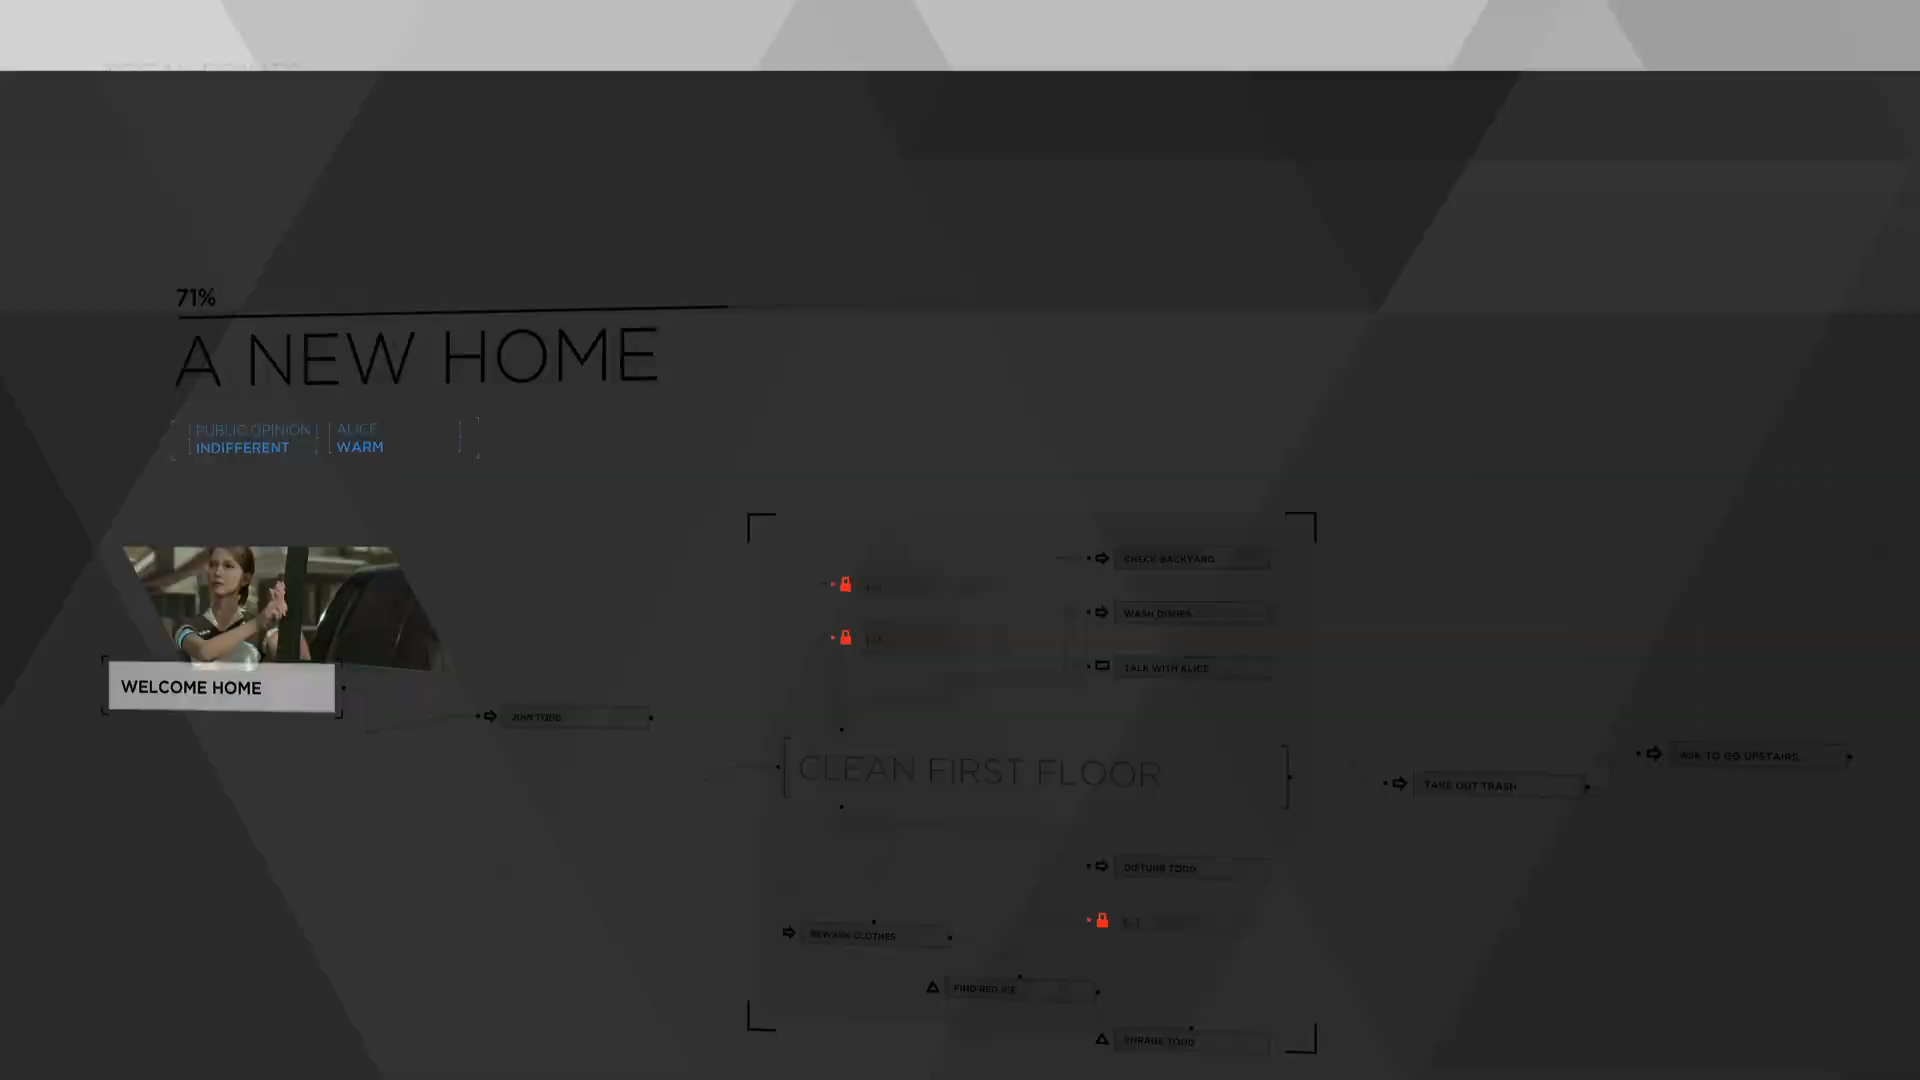 71%
A NEW HOME
PUBLIC OPINION
INDIFFERENT
ALICE
WARM
WELCOME HOME
JOIN TODD
CHECK BACKYARD
WASH DISHES
TALK WITH ALICE
CLEAN FIRST FLOOR
TAKE OUT TRASH
ASK TO GO UPSTAIRS
DISTURB TODD
REWASH CLOTHES
FIND RED ICE
ENRAGE TODD